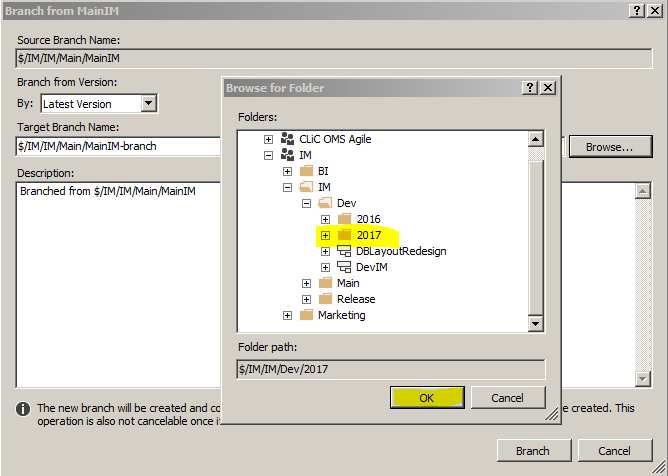 Branch from MainIM
Source Branch Name:
$/IM/IM/Main/MainIM
Branch from Version:
By: Latest Version
Target Branch Name:
$/IM/IM/Main/MainIM-branch
Browse...
Description:
Branched from $/IM/IM/Main/MainIM
Browse for Folder
Folders:
CLiC OMS Agile
IM
BI
IM
Dev
2016
2017
DBLayoutRedesign
DevIM
Main
Release
Marketing
Folder path:
$/IM/IM/Dev/2017
OK Cancel
The new branch will be created and co
e created. This
operation is also not cancelable once i
Branch Cancel